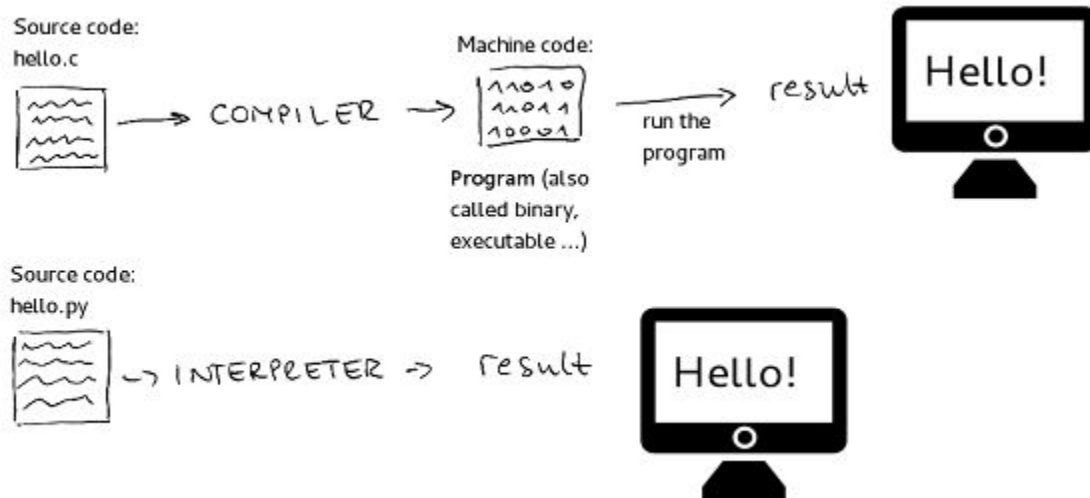 Source code:
hello.c
COMPILER
Machine code:
11010
11011
10001
Program (also
called binary,
executable ...)
run the
program
result
Hello!
Source code:
hello.py
INTERPRETER
result
Hello!